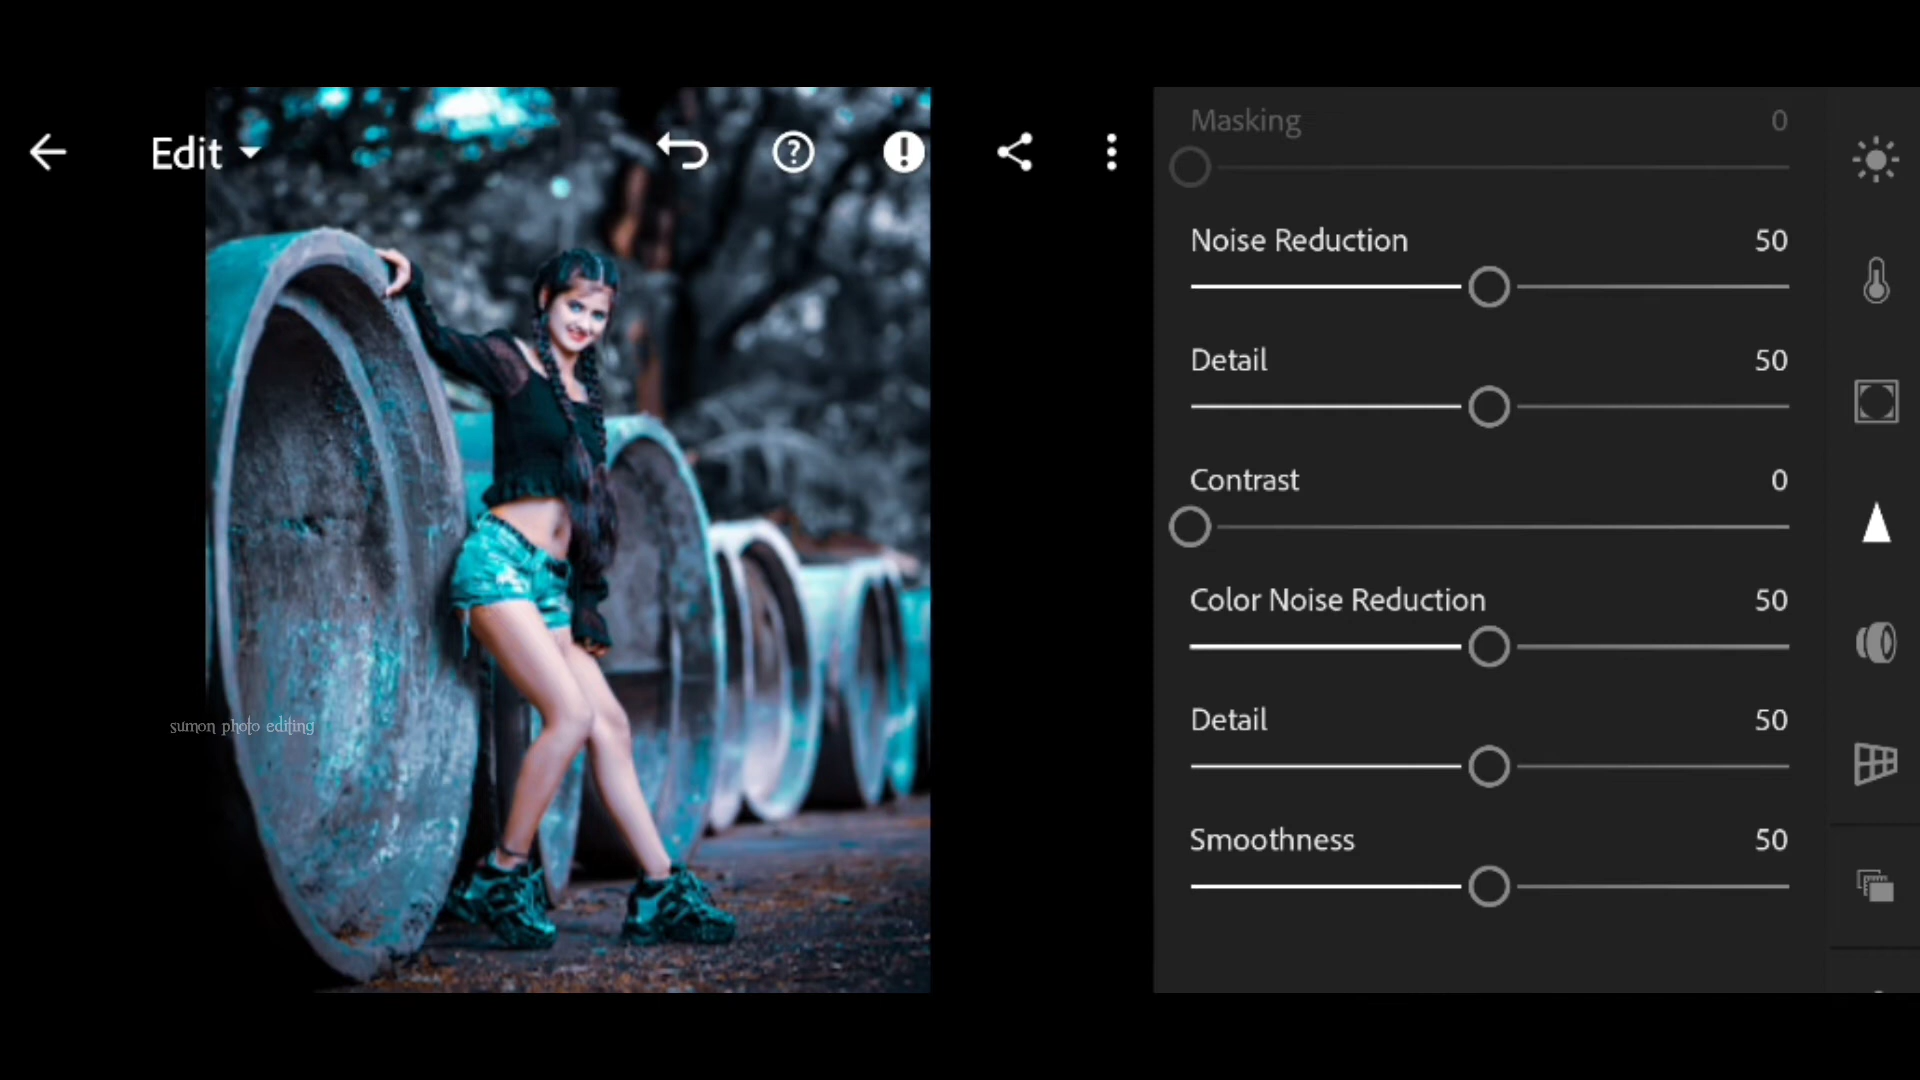 Edit
Masking 0
Noise Reduction 50
Detail 50
Contrast 0
Color Noise Reduction 50
Detail 50
Smoothness 50
sumon photo editing